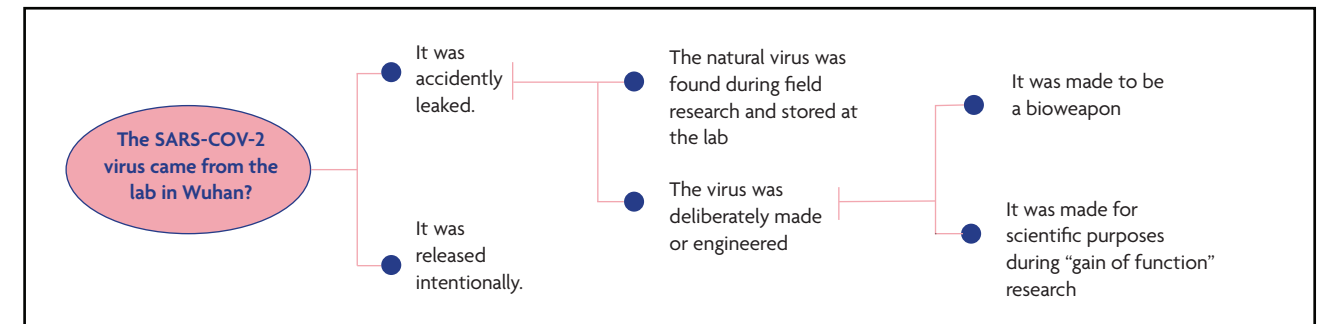 The SARS-COV-2
virus came from the
lab in Wuhan?
It was
accidently
leaked.
It was
released
intentionally.
The natural virus was
found during field
research and stored at
the lab
The virus was
deliberately made
or engineered
It was made to be
a bioweapon
It was made for
scientific purposes
during “gain of function”
research